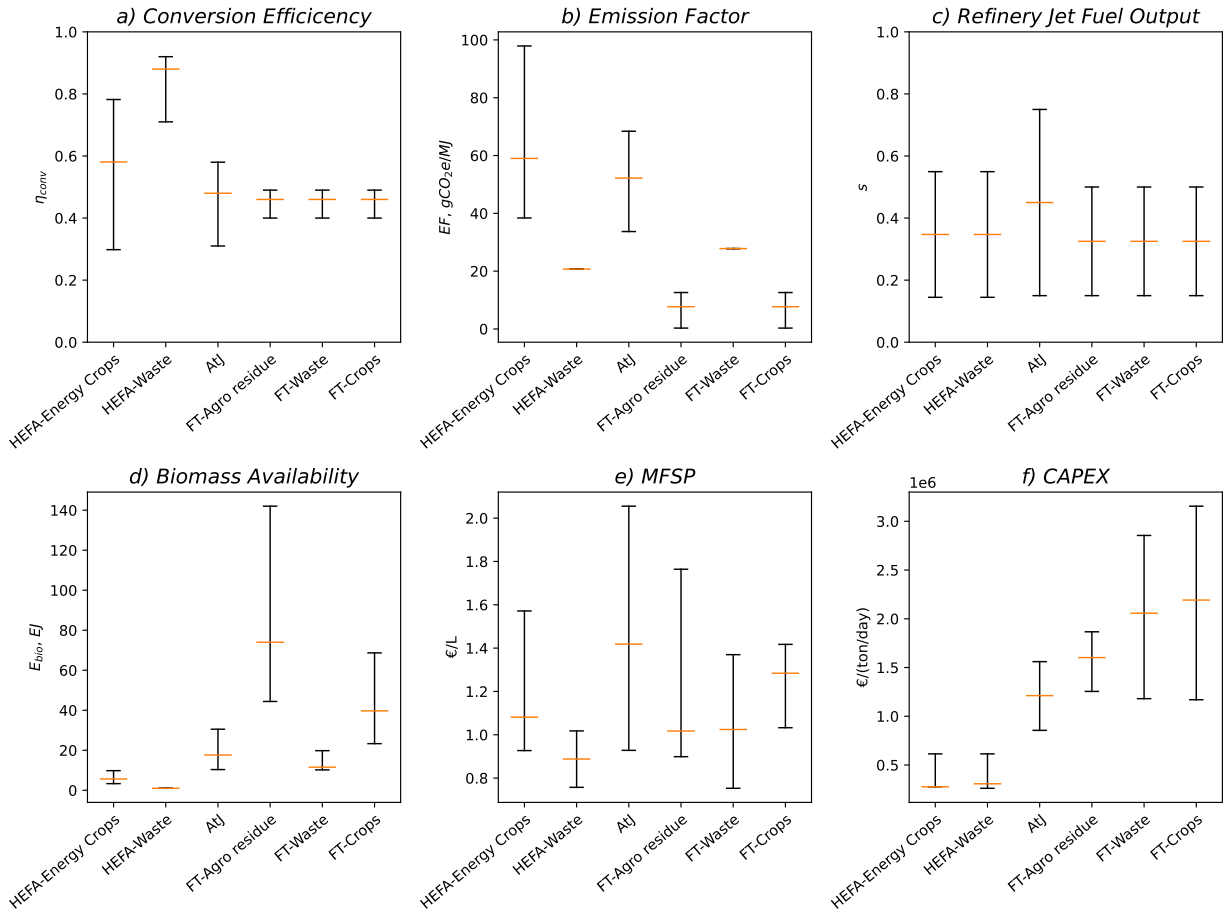 a) Conversion Efficicency
1.0
0.8
0.6
0.4
0.2
0.0
η_conv
HEFA-Energy Crops
HEFA-Waste
AtJ
FT-Agro residue
FT-Waste
FT-Crops
b) Emission Factor
100
80
60
40
20
0
EF, gCO₂e/MJ
HEFA-Energy Crops
HEFA-Waste
AtJ
FT-Agro residue
FT-Waste
FT-Crops
c) Refinery Jet Fuel Output
1.0
0.8
0.6
0.4
0.2
0.0
s
HEFA-Energy Crops
HEFA-Waste
AtJ
FT-Agro residue
FT-Waste
FT-Crops
d) Biomass Availability
140
120
100
80
60
40
20
0
E_bio, EJ
HEFA-Energy Crops
HEFA-Waste
AtJ
FT-Agro residue
FT-Waste
FT-Crops
e) MFSP
2.0
1.8
1.6
1.4
1.2
1.0
0.8
€/L
HEFA-Energy Crops
HEFA-Waste
AtJ
FT-Agro residue
FT-Waste
FT-Crops
f) CAPEX
1e6
3.0
2.5
2.0
1.5
1.0
0.5
€/(ton/day)
HEFA-Energy Crops
HEFA-Waste
AtJ
FT-Agro residue
FT-Waste
FT-Crops